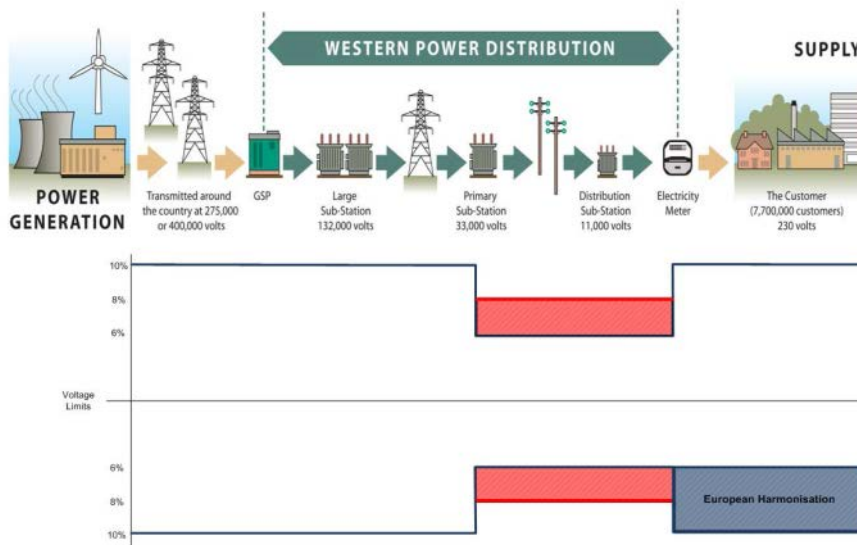 WESTERN POWER DISTRIBUTION
SUPPLY
POWER
GENERATION
Transmitted around
the country at 275,000
or 400,000 volts
GSP
Large
Sub-Station
132,000 volts
Primary
Sub-Station
33,000 volts
Distribution
Sub-Station
11,000 volts
Electricity
Meter
The Customer
(7,700,000 customers)
230 volts
10%
8%
6%
Voltage
Limits
6%
8%
10%
European Harmonisation